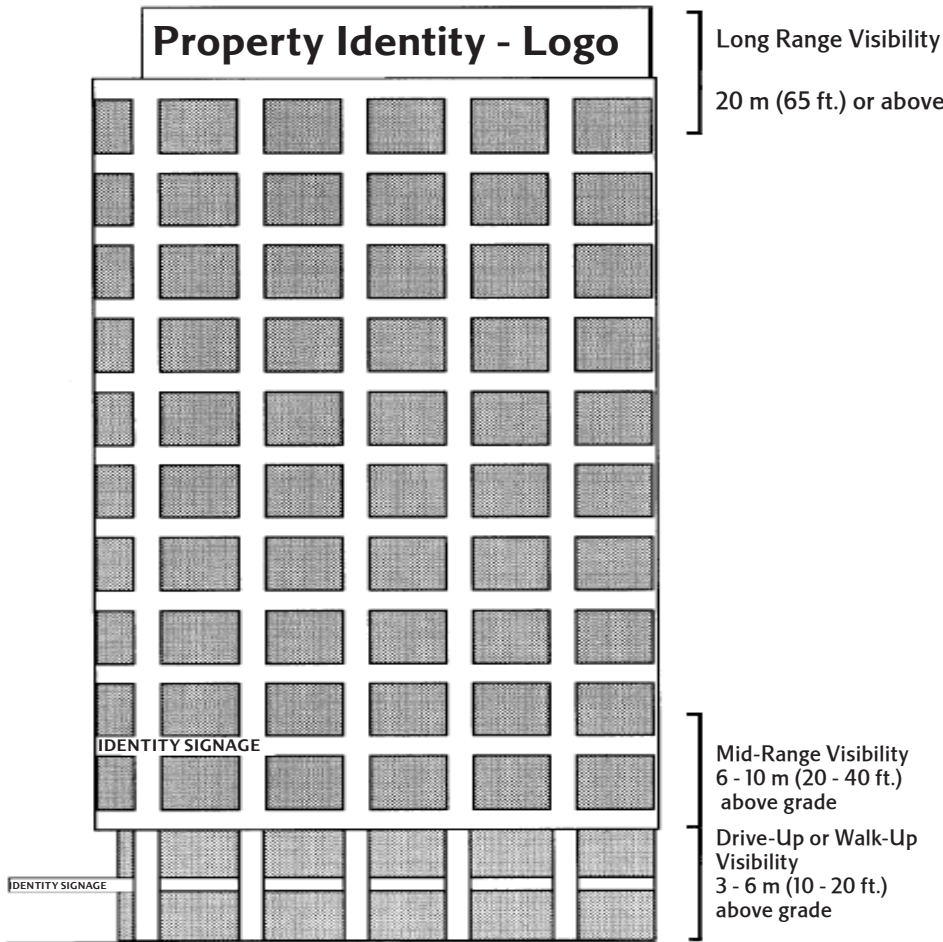 Property Identity - Logo
Long Range Visibility
20 m (65 ft.) or above
IDENTITY SIGNAGE
Mid-Range Visibility
6 - 10 m (20 - 40 ft.)
above grade
Drive-Up or Walk-Up
Visibility
3 - 6 m (10 - 20 ft.)
above grade
IDENTITY SIGNAGE